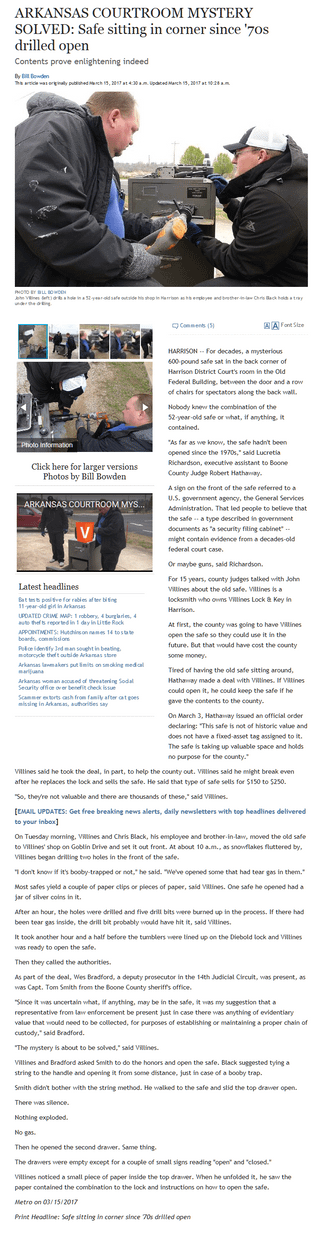 ARKANSAS COURTROOM MYSTERY
SOLVED: Safe sitting in corner since '70s
drilled open
Contents prove enlightening indeed
By Bill Bowden
This article was originally published March 15, 2017 at 4:30 a.m. Updated March 15, 2017 at 10:28 a.m.
PHOTO BY BILL BOWDEN
John Villines (left) drills a hole in a 52-year-old safe outside his shop in Harrison as his employee and brother-in-law Chris Black holds a tray
under the drilling.
Photo Information
Click here for larger versions
Photos by Bill Bowden
ARKANSAS COURTROOM MYS...
Latest headlines
Bat tests positive for rabies after biting
11-year-old girl in Arkansas
UPDATED CRIME MAP: 1 robbery, 4 burglaries, 4
auto theft reported in 1 day in Little Rock
APPOINTMENTS: Hutchinson names 14 to state
boards, commissions
Police identify 3rd man sought in beating,
motorcycle theft outside Arkansas store
Arkansas lawmakers put limits on smoking medical
marijuana
Arkansas woman accused of threatening Social
Security office over benefit check issue
Scammer extorts cash from family after cat goes
missing in Arkansas, authorities say
Comments (5)
A A Font Size
HARRISON -- For decades, a mysterious
600-pound safe sat in the back corner of
Harrison District Court's room in the Old
Federal Building, between the door and a row
of chairs for spectators along the back wall.
Nobody knew the combination of the
52-year-old safe or what, if anything, it
contained.
"As far as we know, the safe hadn't been
opened since the 1970s," said Lucretia
Richardson, executive assistant to Boone
County Judge Robert Hathaway.
A sign on the front of the safe referred to a
U.S. government agency, the General Services
Administration. That led people to believe that
the safe -- a type described in government
documents as "a security filing cabinet" --
might contain evidence from a decades-old
federal court case.
Or maybe guns, said Richardson.
For 15 years, county judges talked with John
Villines about the old safe. Villines is a
locksmith who owns Villines Lock & Key in
Harrison.
At first, the county was going to have Villines
open the safe so they could use it in the
future. But that would have cost the county
some money.
Tired of having the old safe sitting around,
Hathaway made a deal with Villines. If Villines
could open it, he could keep the safe if he
gave the contents to the county.
On March 3, Hathaway issued an official order
declaring: "This safe is not of historic value and
does not have a fixed-asset tag assigned to it.
The safe is taking up valuable space and holds
no purpose for the county."
Villines said he took the deal, in part, to help the county out. Villines said he might break even
after he replaces the lock and sells the safe. He said that type of safe sells for $150 to $250.
"So, they're not valuable and there are thousands of these," said Villines.
[EMAIL UPDATES: Get free breaking news alerts, daily newsletters with top headlines delivered
to your inbox]
On Tuesday morning, Villines and Chris Black, his employee and brother-in-law, moved the old safe
to Villines' shop on Goblin Drive and set it out front. At about 10 a.m., as snowflakes fluttered by,
Villines began drilling two holes in the front of the safe.
"I don't know if it's booby-trapped or not," he said. "We've opened some that had tear gas in them."
Most safes yield a couple of paper clips or pieces of paper, said Villines. One safe he opened had a
jar of silver coins in it.
After an hour, the holes were drilled and five drill bits were burned up in the process. If there had
been tear gas inside, the drill bit probably would have hit it, said Villines.
It took another hour and a half before the tumblers were lined up on the Diebold lock and Villines
was ready to open the safe.
Then they called the authorities.
As part of the deal, Wes Bradford, a deputy prosecutor in the 14th Judicial Circuit, was present, as
was Capt. Tom Smith from the Boone County sheriff's office.
"Since it was uncertain what, if anything, may be in the safe, it was my suggestion that a
representative from law enforcement be present just in case there was anything of evidentiary
value that would need to be collected, for purposes of establishing or maintaining a proper chain of
custody," said Bradford.
"The mystery is about to be solved," said Villines.
Villines and Bradford asked Smith to do the honors and open the safe. Black suggested tying a
string to the handle and opening it from some distance, just in case of a booby trap.
Smith didn't bother with the string method. He walked to the safe and slid the top drawer open.
There was silence.
Nothing exploded.
No gas.
Then he opened the second drawer. Same thing.
The drawers were empty except for a couple of small signs reading "open" and "closed."
Villines noticed a small piece of paper inside the top drawer. When he unfolded it, he saw the
paper contained the combination to the lock and instructions on how to open the safe.
Metro on 03/15/2017
Print Headline: Safe sitting in corner since '70s drilled open